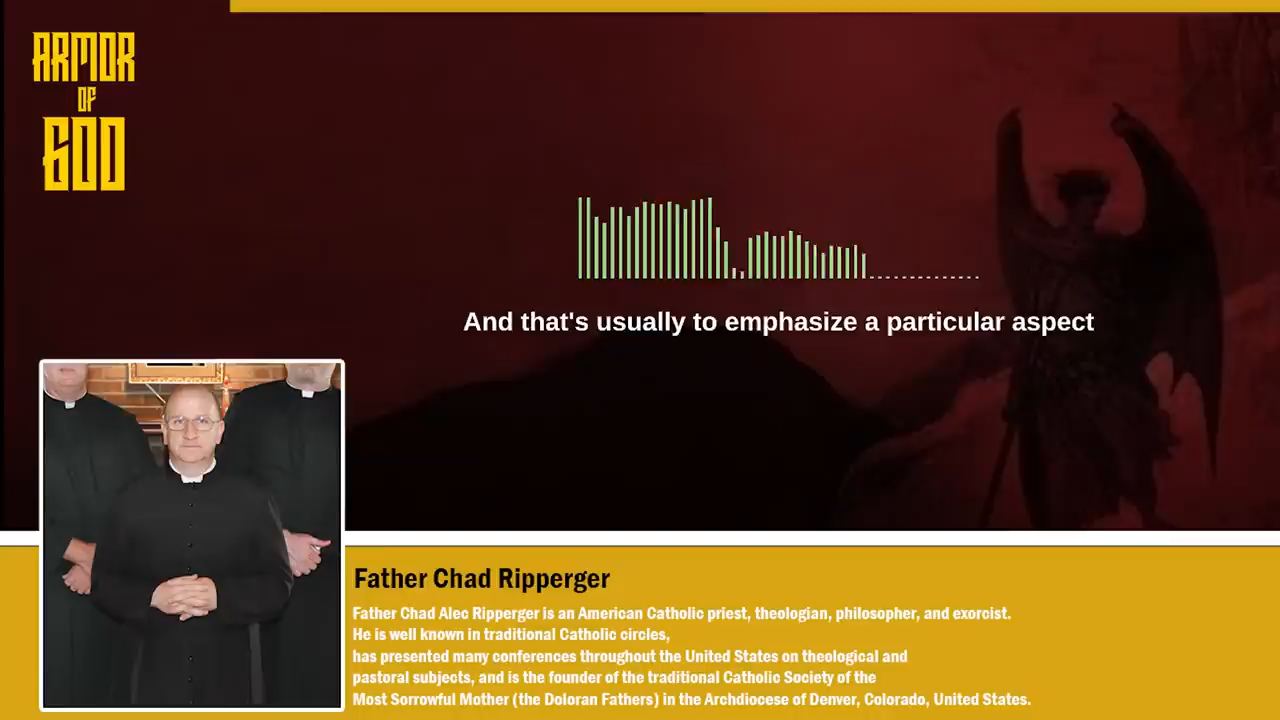 ARMOR
OF
GOD
And that's usually to emphasize a particular aspect
Father Chad Ripperger
Father Chad Alec Ripperger is an American Catholic priest, theologian, philosopher, and exorcist.
He is well known in traditional Catholic circles,
has presented many conferences throughout the United States on theological and
pastoral subjects, and is the founder of the traditional Catholic Society of the
Most Sorrowful Mother (the Doloran Fathers) in the Archdiocese of Denver, Colorado, United States.